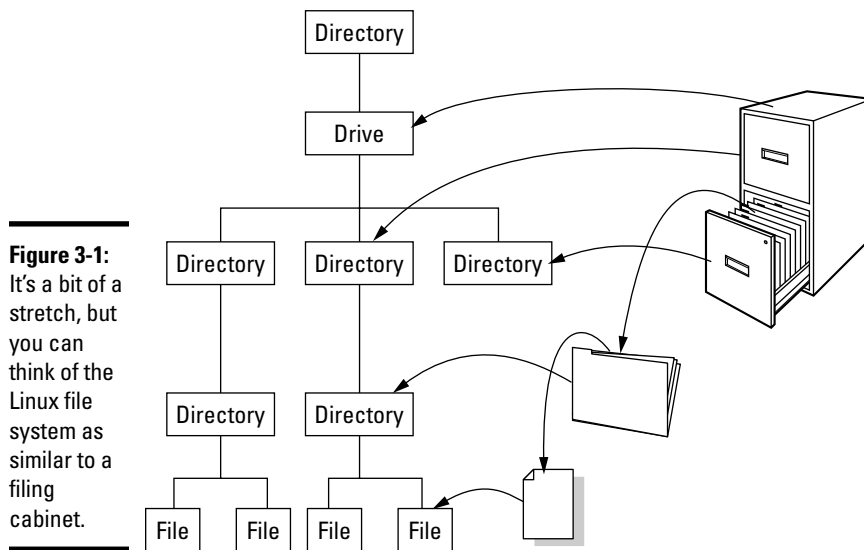 Directory
Drive
Figure 3-1:
It's a bit of a
stretch, but
you can
think of the
Linux file
system as
similar to a
filing
cabinet.
Directory
Directory
Directory
Directory
Directory
File
File
File
File